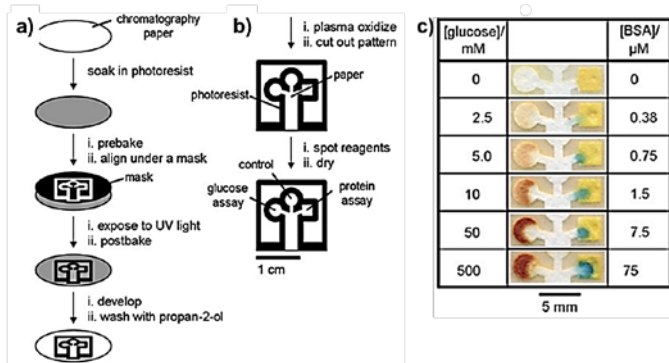 a)
chromatography
paper
soak in photoresist
i. prebake
ii. align under a mask
mask
i. expose to UV light
ii. postbake
i. develop
ii. wash with propan-2-ol
b)
i. plasma oxidize
ii. cut out pattern
paper
photoresist
i. spot reagents
ii. dry
control
glucose
assay
protein
assay
1 cm
c)
[glucose]/
mM
[BSA]/
µM
0 0
2.5 0.38
5.0 0.75
10 1.5
50 7.5
500 75
5 mm